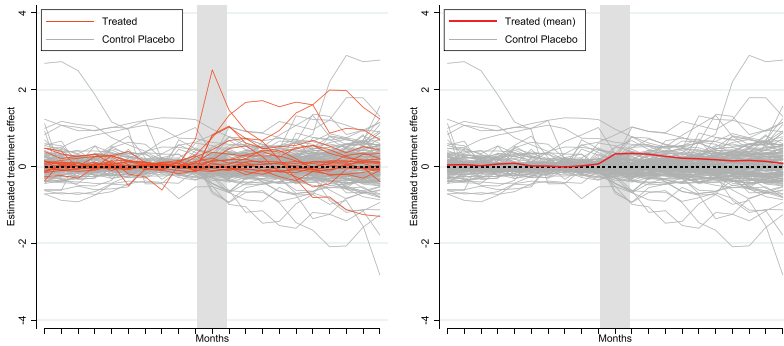 Treated
Control Placebo
Estimated treatment effect
4
2
0
-2
-4
Months
Treated (mean)
Control Placebo
Estimated treatment effect
4
2
0
-2
-4
Months